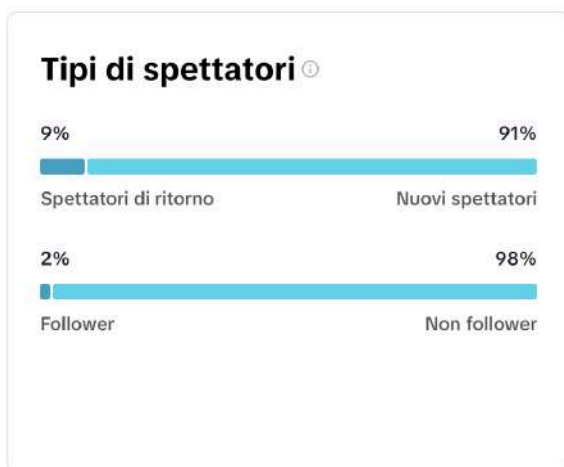 Tipi di spettatori
9% 91%
Spettatori di ritorno Nuovi spettatori
2% 98%
Follower Non follower